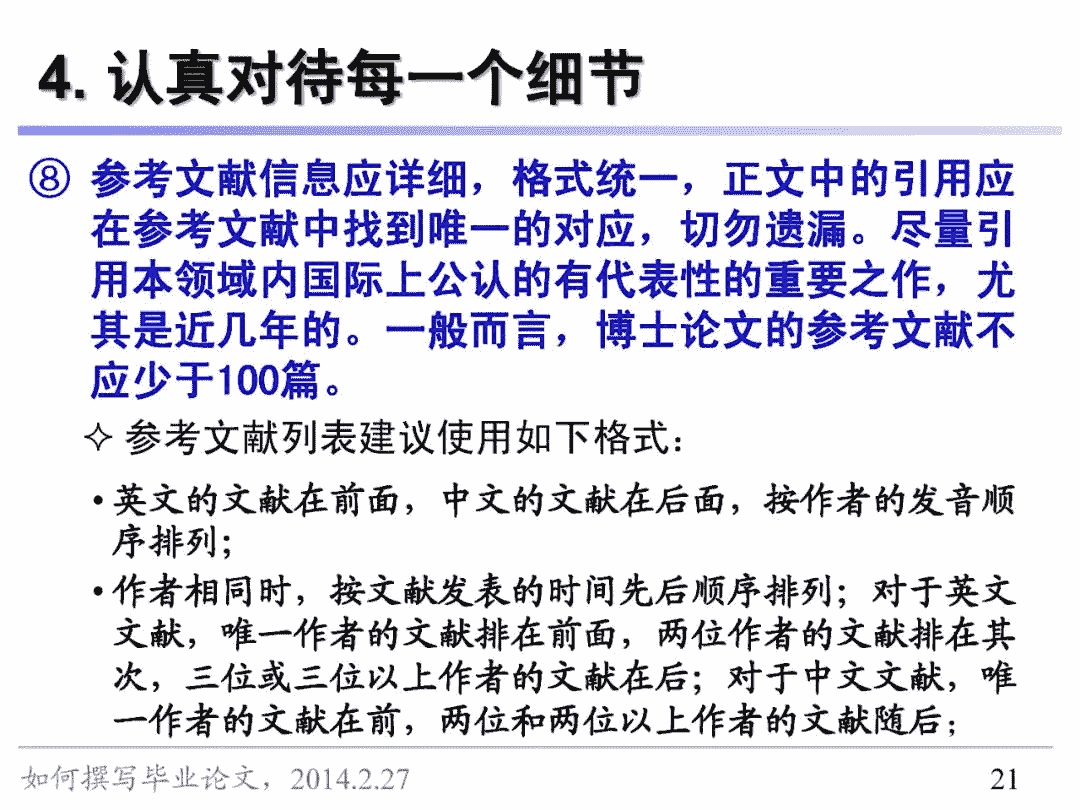 4. 认真对待每一个细节
⑧ 参考文献信息应详细，格式统一，正文中的引用应
在参考文献中找到唯一的对应，切勿遗漏。尽量引
用本领域内国际上公认的有代表性的重要之作，尤
其是近几年的。一般而言，博士论文的参考文献不
应少于100篇。
✧ 参考文献列表建议使用如下格式：
•英文的文献在前面，中文的文献在后面，按作者的发音顺
序排列；
•作者相同时，按文献发表的时间先后顺序排列；对于英文
文献，唯一作者的文献排在前面，两位作者的文献排在其
次，三位或三位以上作者的文献在后；对于中文文献，唯
一作者的文献在前，两位和两位以上作者的文献随后；
如何撰写毕业论文，2014.2.27
21